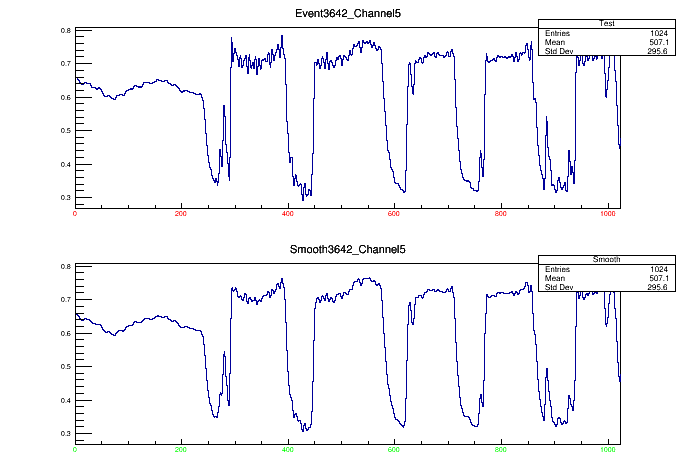 Event3642_Channel5
Test
Entries 1024
Mean 507.1
Std Dev 295.6
0.8
0.7
0.6
0.5
0.4
0.3
0 200 400 600 800 1000
Smooth3642_Channel5
Smooth
Entries 1024
Mean 507.1
Std Dev 295.6
0.8
0.7
0.6
0.5
0.4
0.3
0 200 400 600 800 1000